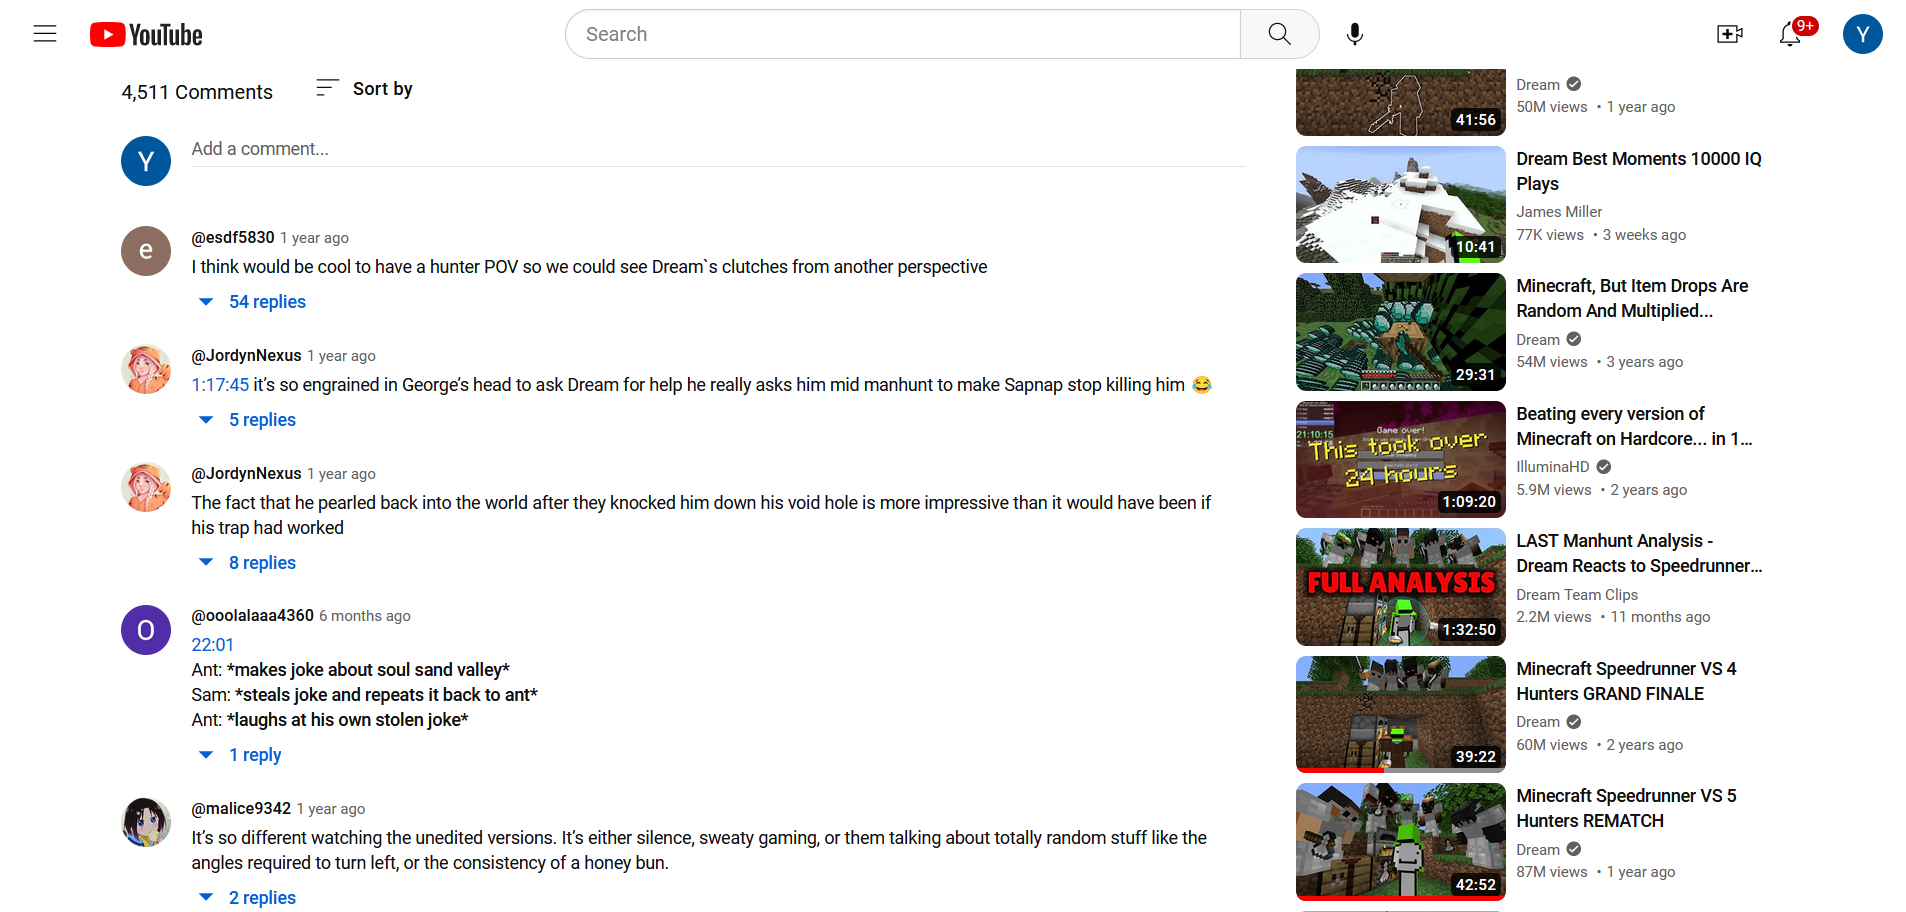 YouTube
Search
9+
Y
4,511 Comments
Sort by
Y
Add a comment...
e
@esdf5830 1 year ago
I think would be cool to have a hunter POV so we could see Dream`s clutches from another perspective
54 replies
@JordynNexus 1 year ago
1:17:45 it’s so engrained in George’s head to ask Dream for help he really asks him mid manhunt to make Sapnap stop killing him 😂
5 replies
@JordynNexus 1 year ago
The fact that he pearled back into the world after they knocked him down his void hole is more impressive than it would have been if
his trap had worked
8 replies
O
@ooolalaaa4360 6 months ago
22:01
Ant: *makes joke about soul sand valley*
Sam: *steals joke and repeats it back to ant*
Ant: *laughs at his own stolen joke*
1 reply
@malice9342 1 year ago
It’s so different watching the unedited versions. It’s either silence, sweaty gaming, or them talking about totally random stuff like the
angles required to turn left, or the consistency of a honey bun.
2 replies
41:56
Dream
50M views • 1 year ago
10:41
Dream Best Moments 10000 IQ
Plays
James Miller
77K views • 3 weeks ago
29:31
Minecraft, But Item Drops Are
Random And Multiplied...
Dream
54M views • 3 years ago
21:10:15
Game over!
This took over
24 hours
1:09:20
Beating every version of
Minecraft on Hardcore... in 1...
IlluminaHD
5.9M views • 2 years ago
FULL ANALYSIS
1:32:50
LAST Manhunt Analysis -
Dream Reacts to Speedrunner...
Dream Team Clips
2.2M views • 11 months ago
39:22
Minecraft Speedrunner VS 4
Hunters GRAND FINALE
Dream
60M views • 2 years ago
42:52
Minecraft Speedrunner VS 5
Hunters REMATCH
Dream
87M views • 1 year ago